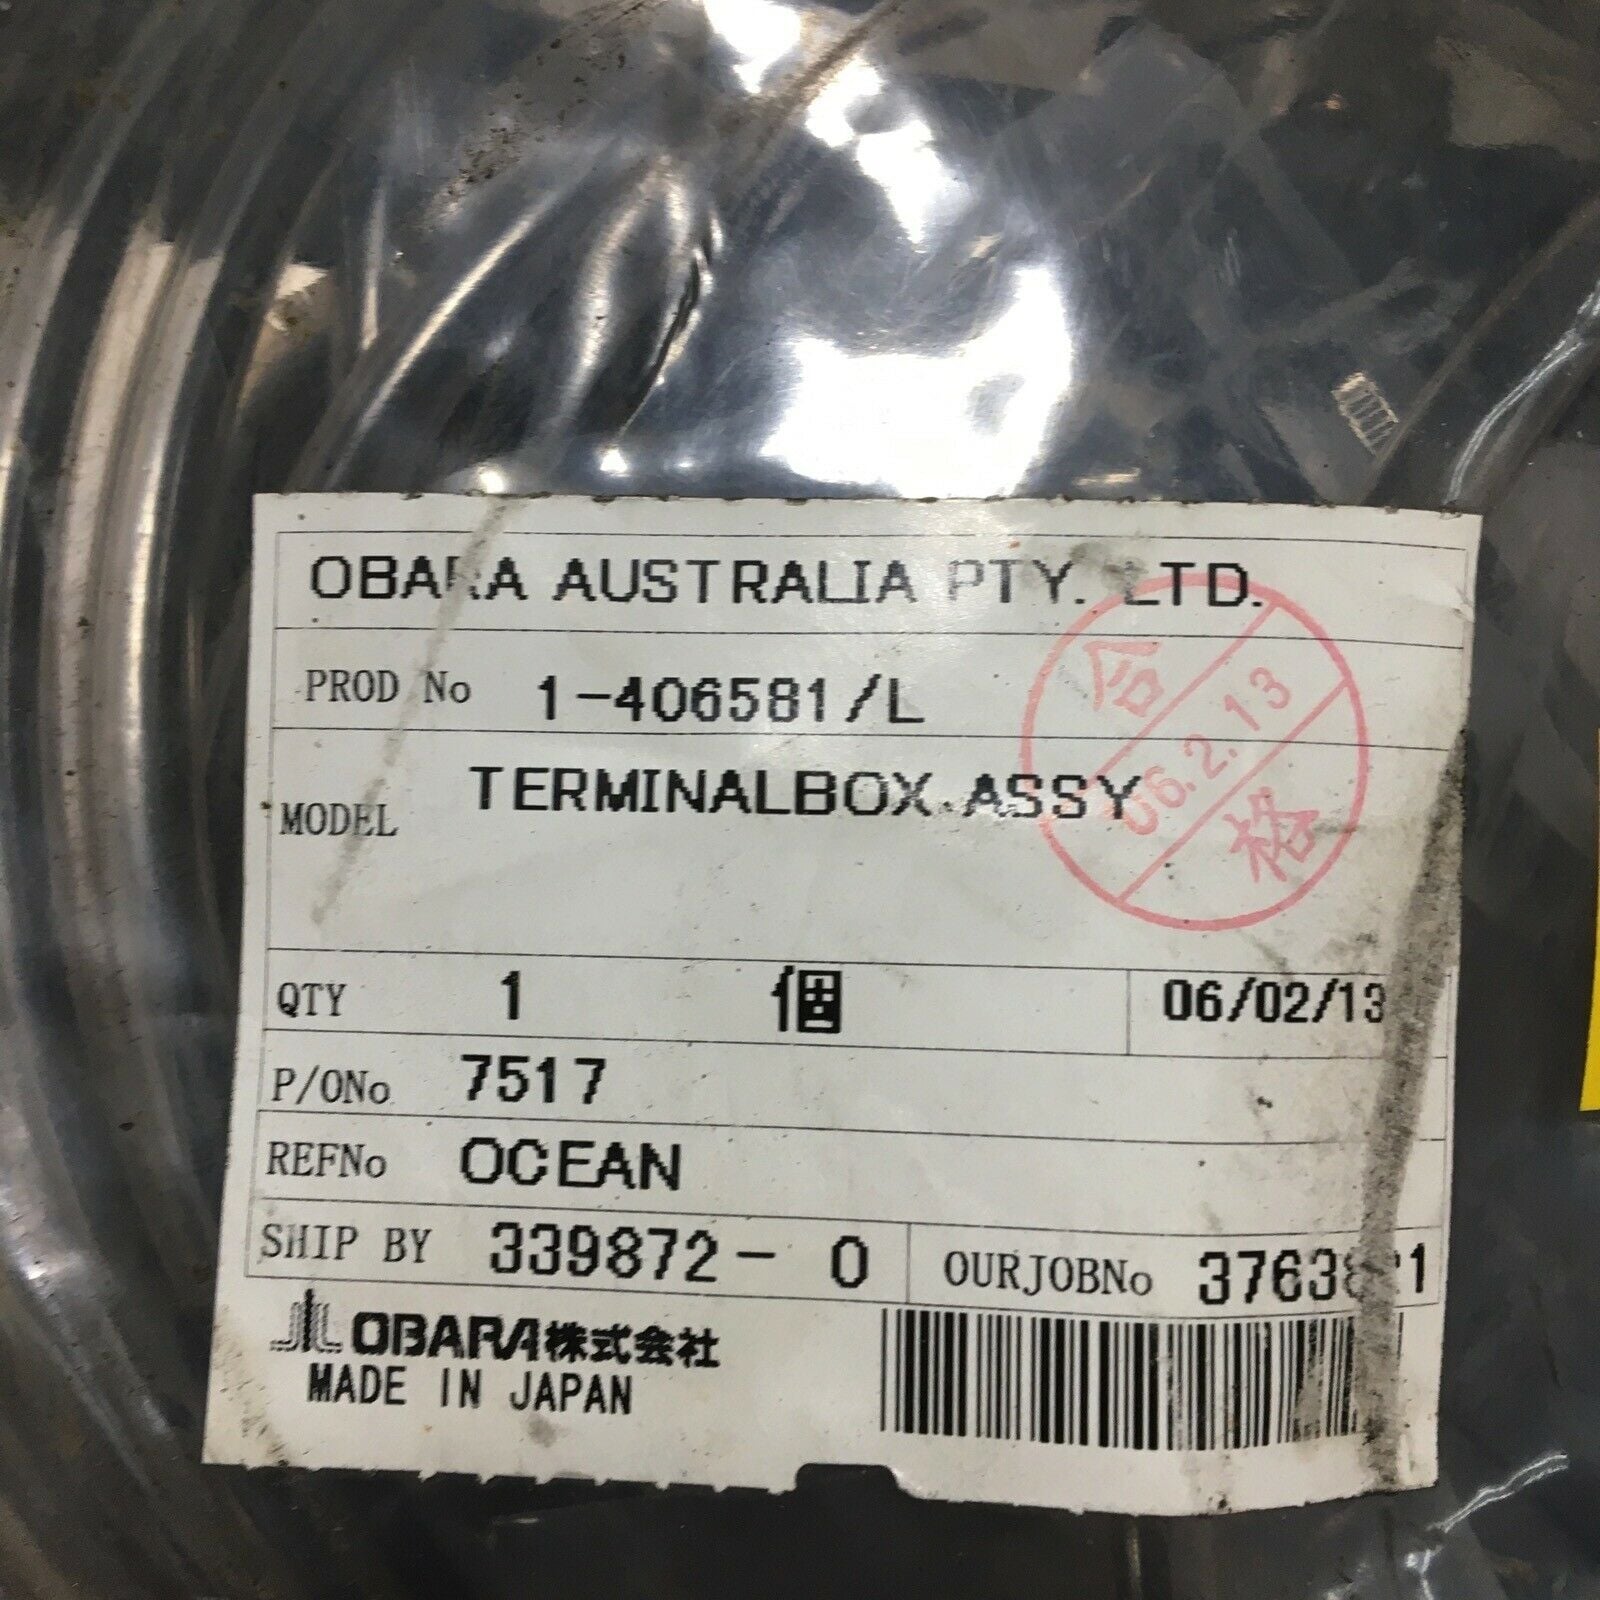 OBARA AUSTRALIA PTY. LTD.
PROD No 1-406581/L
合
06.2.13
格
MODEL TERMINALBOX ASSY
QTY 1 個 06/02/13
P/ONo 7517
REFNo OCEAN
SHIP BY 339872- 0 OURJOBNo
OBARA株式会社
MADE IN JAPAN